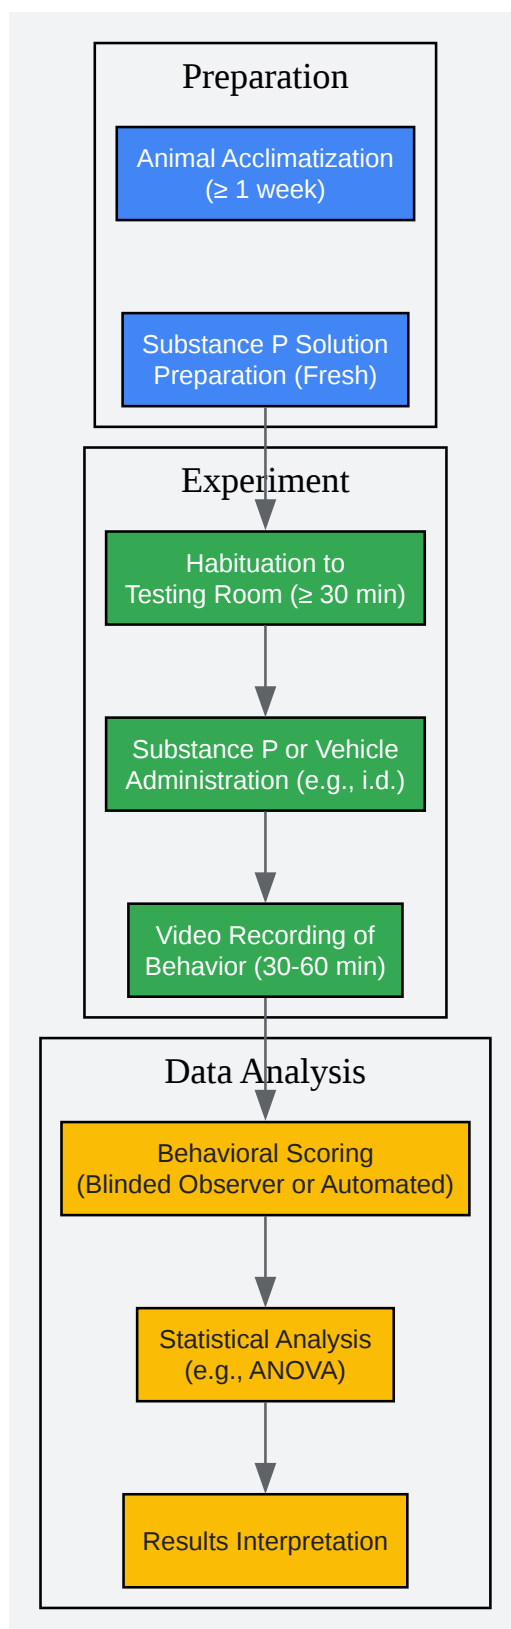 Preparation
Animal Acclimatization
(≥ 1 week)
Substance P Solution
Preparation (Fresh)
Experiment
Habituation to
Testing Room (≥ 30 min)
Substance P or Vehicle
Administration (e.g., i.d.)
Video Recording of
Behavior (30-60 min)
Data Analysis
Behavioral Scoring
(Blinded Observer or Automated)
Statistical Analysis
(e.g., ANOVA)
Results Interpretation